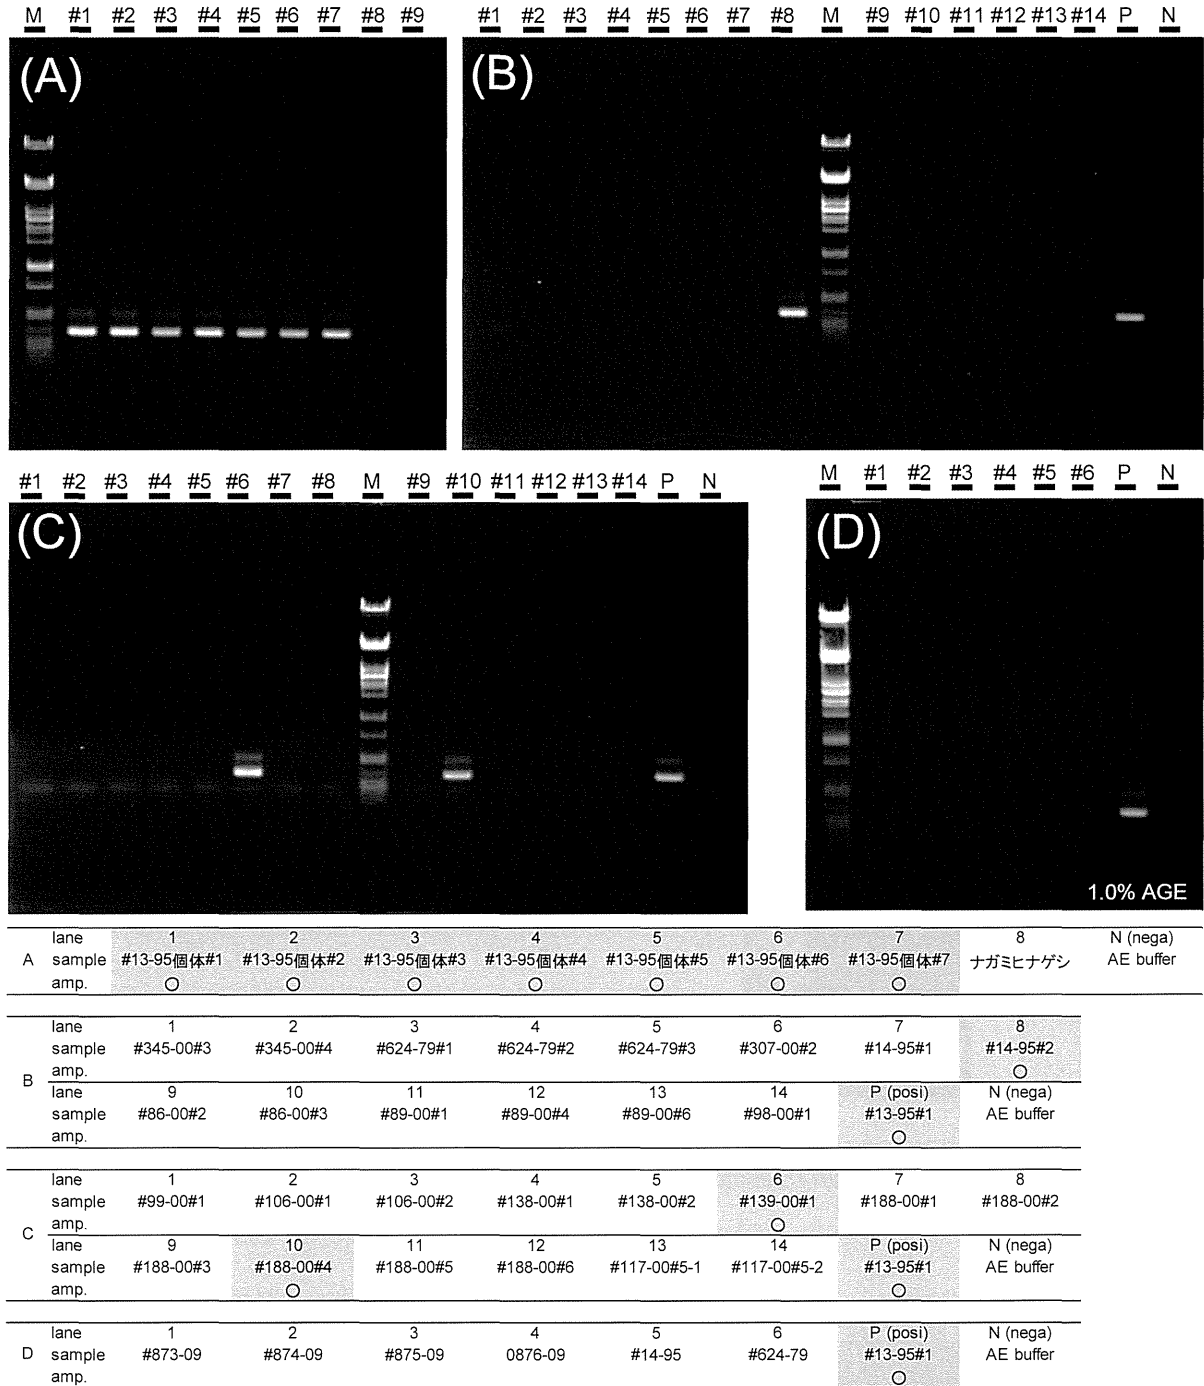 M #1 #2 #3 #4 #5 #6 #7 #8 #9
#1 #2 #3 #4 #5 #6 #7 #8 M #9 #10 #11 #12 #13 #14 P N
(A)
(B)
#1 #2 #3 #4 #5 #6 #7 #8 M #9 #10 #11 #12 #13 #14 P N
M #1 #2 #3 #4 #5 #6 P N
(C)
(D)
1.0% AGE
lane 1 2 3 4 5 6 7 8 N (nega)
A sample #13-95個体#1 #13-95個体#2 #13-95個体#3 #13-95個体#4 #13-95個体#5 #13-95個体#6 #13-95個体#7 ナガミヒナゲシ AE buffer
amp. ○ ○ ○ ○ ○ ○ ○
lane 1 2 3 4 5 6 7 8
sample #345-00#3 #345-00#4 #624-79#1 #624-79#2 #624-79#3 #307-00#2 #14-95#1 #14-95#2
amp. ○
B
lane 9 10 11 12 13 14 P (posi) N (nega)
sample #86-00#2 #86-00#3 #89-00#1 #89-00#4 #89-00#6 #98-00#1 #13-95#1 AE buffer
amp. ○
lane 1 2 3 4 5 6 7 8
sample #99-00#1 #106-00#1 #106-00#2 #138-00#1 #138-00#2 #139-00#1 #188-00#1 #188-00#2
amp. ○
C
lane 9 10 11 12 13 14 P (posi) N (nega)
sample #188-00#3 #188-00#4 #188-00#5 #188-00#6 #117-00#5-1 #117-00#5-2 #13-95#1 AE buffer
amp. ○ ○
lane 1 2 3 4 5 6 P (posi) N (nega)
D sample #873-09 #874-09 #875-09 0876-09 #14-95 #624-79 #13-95#1 AE buffer
amp. ○